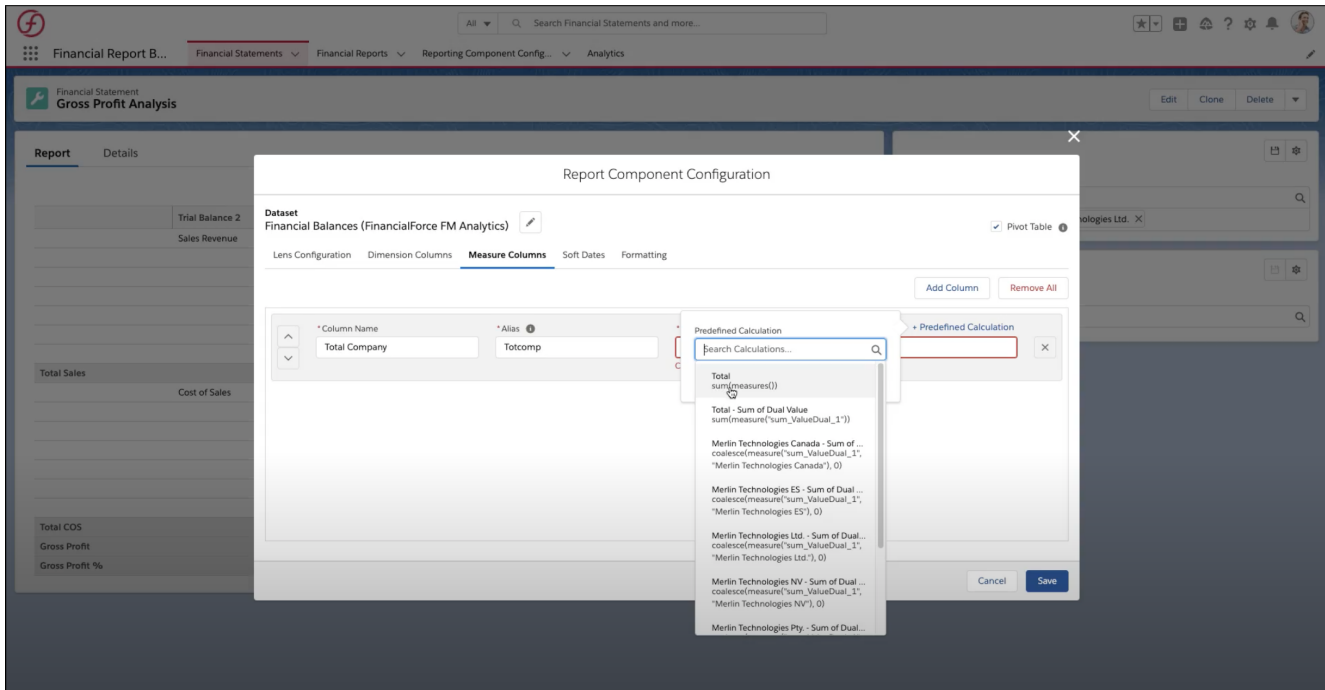 All
Search Financial Statements and more...
Financial Report B...
Financial Statements
Financial Reports
Reporting Component Config...
Analytics
Financial Statement
Gross Profit Analysis
Edit
Clone
Delete
Report
Details
Trial Balance 2
Sales Revenue
Total Sales
Cost of Sales
Total COS
Gross Profit
Gross Profit %
ologies Ltd.
Report Component Configuration
Dataset
Financial Balances (FinancialForce FM Analytics)
Pivot Table
Lens Configuration
Dimension Columns
Measure Columns
Soft Dates
Formatting
Add Column
Remove All
*Column Name
Total Company
*Alias
Totcomp
*
C
+ Predefined Calculation
Predefined Calculation
Search Calculations...
Total
sum(measures())
Total - Sum of Dual Value
sum(measure("sum_ValueDual_1"))
Merlin Technologies Canada - Sum of ...
coalesce(measure("sum_ValueDual_1",
"Merlin Technologies Canada"), 0)
Merlin Technologies ES - Sum of Dual ...
coalesce(measure("sum_ValueDual_1",
"Merlin Technologies ES"), 0)
Merlin Technologies Ltd. - Sum of Dual...
coalesce(measure("sum_ValueDual_1",
"Merlin Technologies Ltd."), 0)
Merlin Technologies NV - Sum of Dual ...
coalesce(measure("sum_ValueDual_1",
"Merlin Technologies NV"), 0)
Merlin Technologies Pty. - Sum of Dual...
Cancel
Save